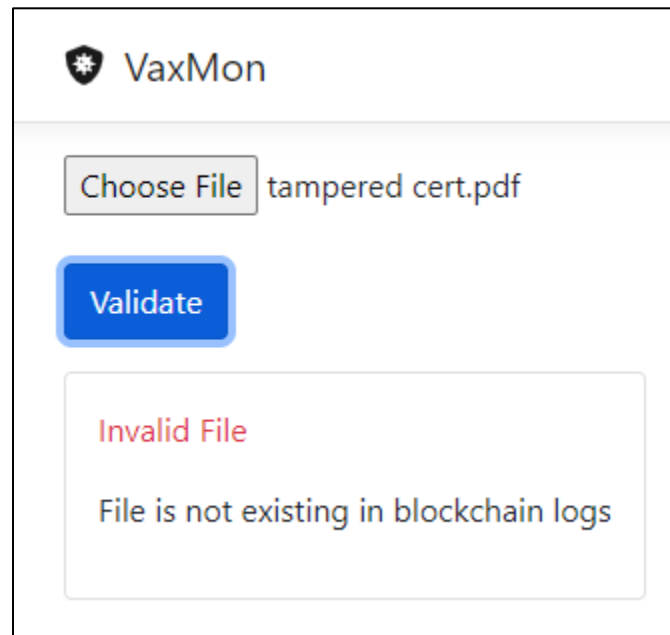 VaxMon
Choose File tampered cert.pdf
Validate
Invalid File
File is not existing in blockchain logs